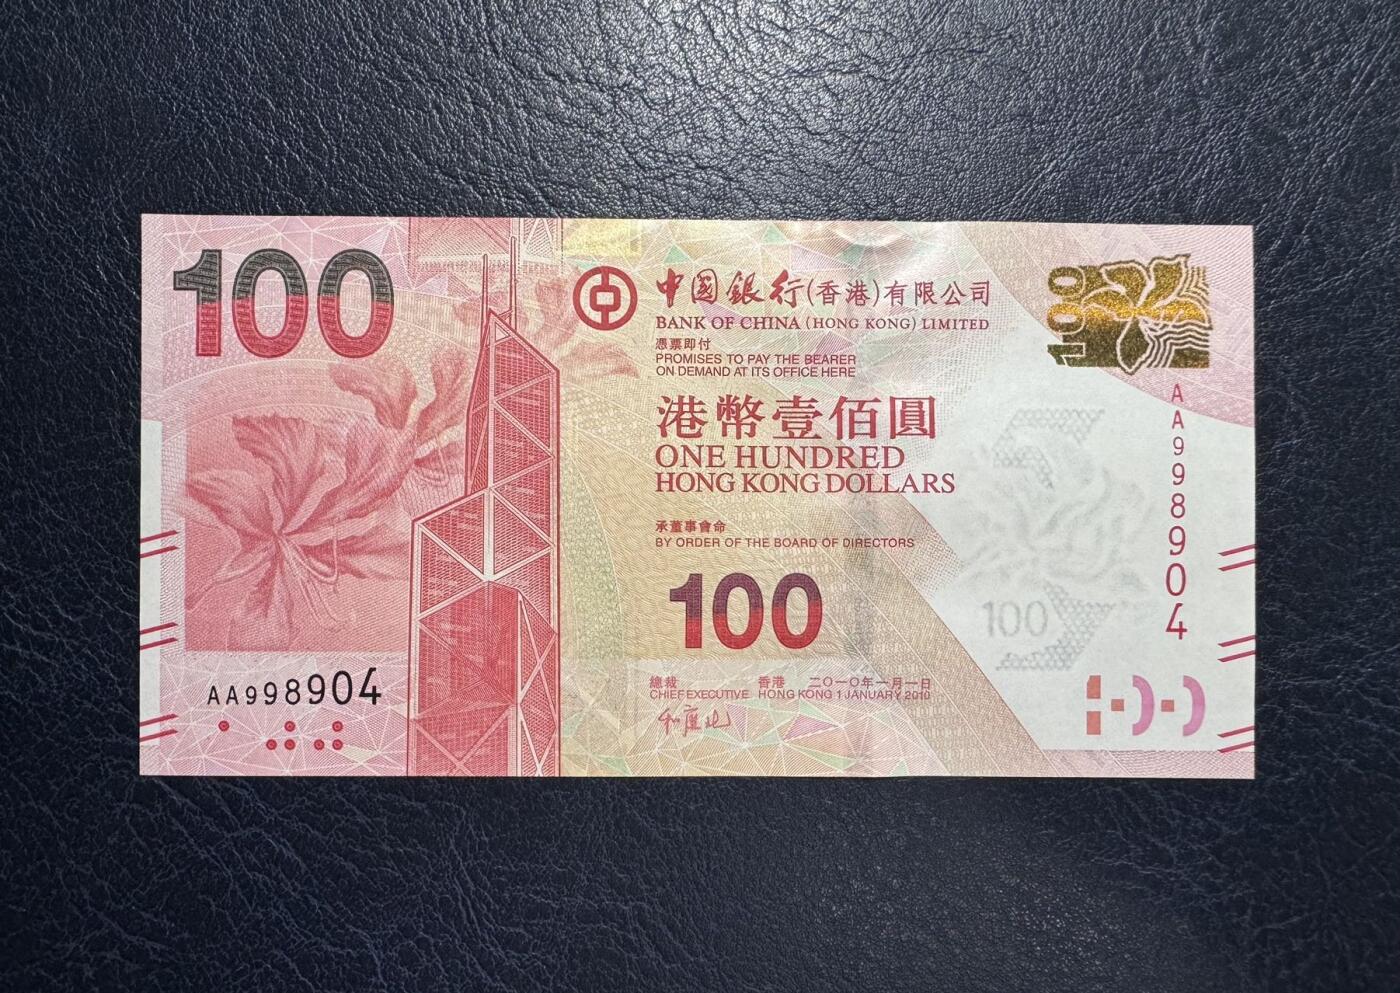 100
中國銀行(香港)有限公司
BANK OF CHINA (HONG KONG) LIMITED
憑票即付
PROMISES TO PAY THE BEARER
ON DEMAND AT ITS OFFICE HERE
港幣壹佰圓
ONE HUNDRED
HONG KONG DOLLARS
承董事會命
BY ORDER OF THE BOARD OF DIRECTORS
100
總裁 香港 二〇一〇年一月一日
CHIEF EXECUTIVE HONG KONG 1 JANUARY 2010
AA998904
100
AA998904
100
100